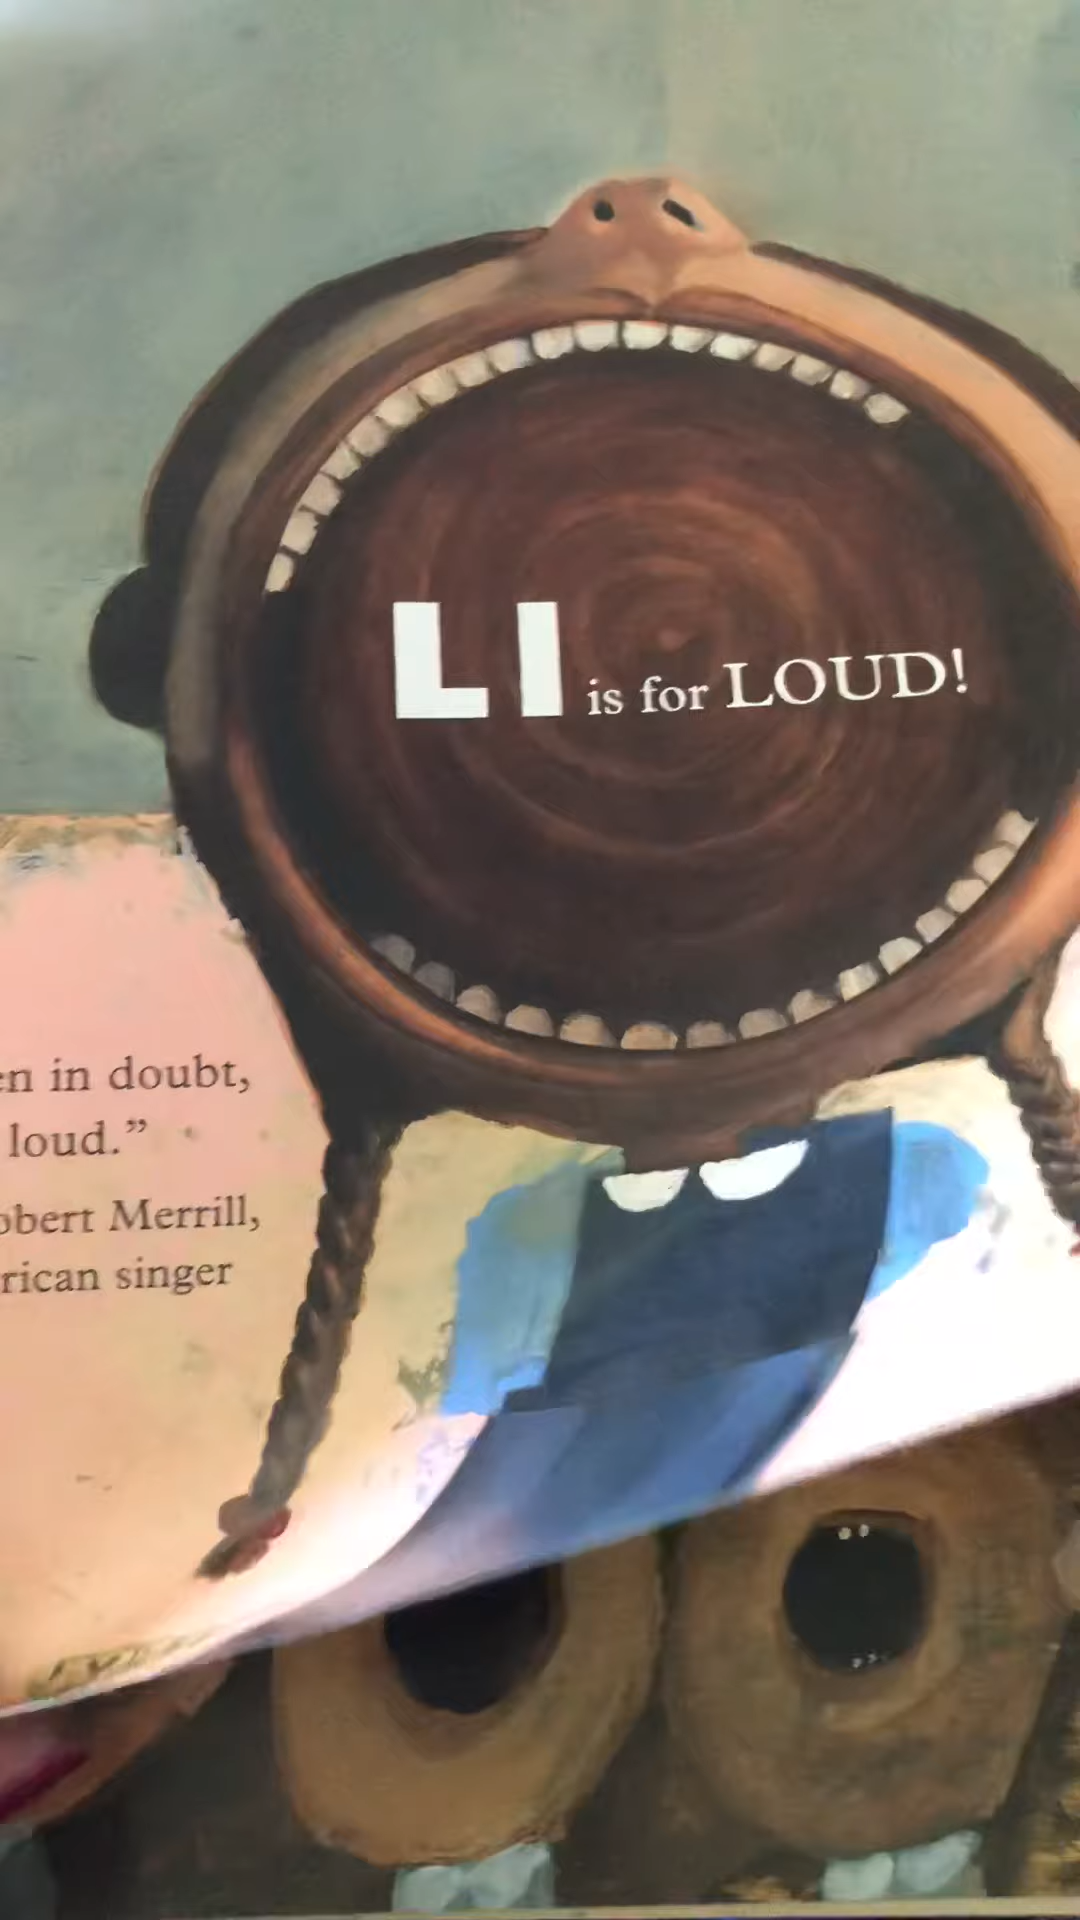 Ll is for LOUD!
en in doubt,
loud.”
obert Merrill,
rican singer